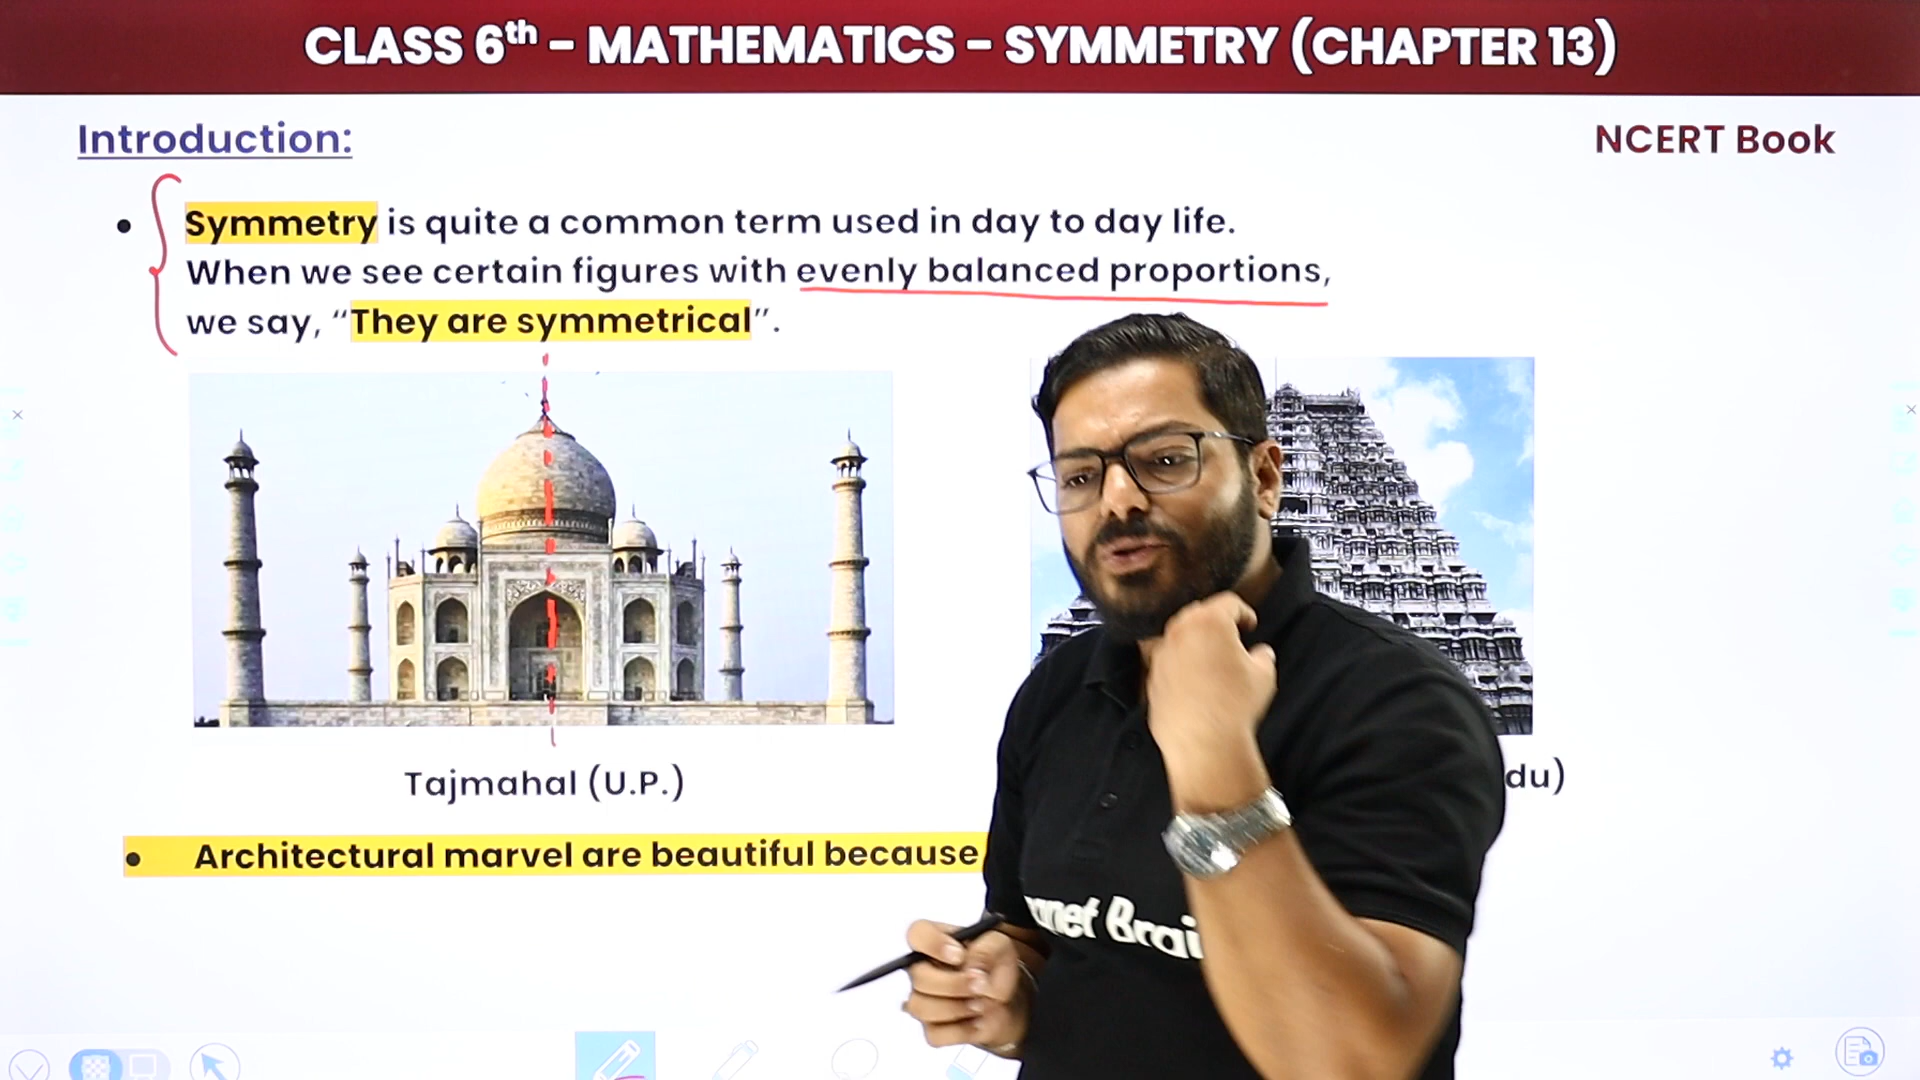 CLASS 6th - MATHEMATICS - SYMMETRY (CHAPTER 13)
Introduction:
NCERT Book
• Symmetry is quite a common term used in day to day life.
When we see certain figures with evenly balanced proportions,
we say, “They are symmetrical”.
Tajmahal (U.P.)
du)
• Architectural marvel are beautiful because
Brai